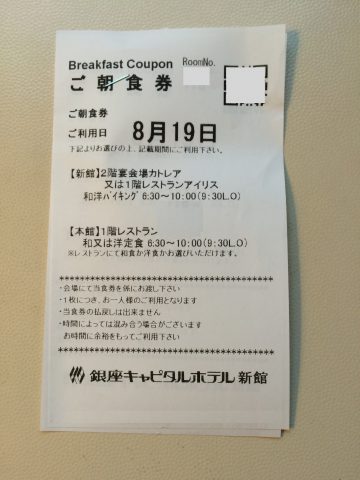 Breakfast Coupon RoomNo.
ご朝食券
ご朝食券
ご利用日 8月19日
下記よりお選びの上、記載期間にご利用下さい。
【新館】2階宴会場カトレア
又は1階レストランアイリス
和洋バイキング 6:30～10:00(9:30L.O)
【本館】1階レストラン
和又は洋定食 6:30～10:00(9:30L.O)
※レストランにて和食か洋食かお選びいただけます。
****************************************
・会場にて当食券を係にお渡し下さい
・1枚につき、お一人様のご利用となります
・当食券の払戻しは出来ません
・時間によっては混み合う場合がございます
お時間に余裕をもってご利用下さい
****************************************
銀座キャピタルホテル 新館